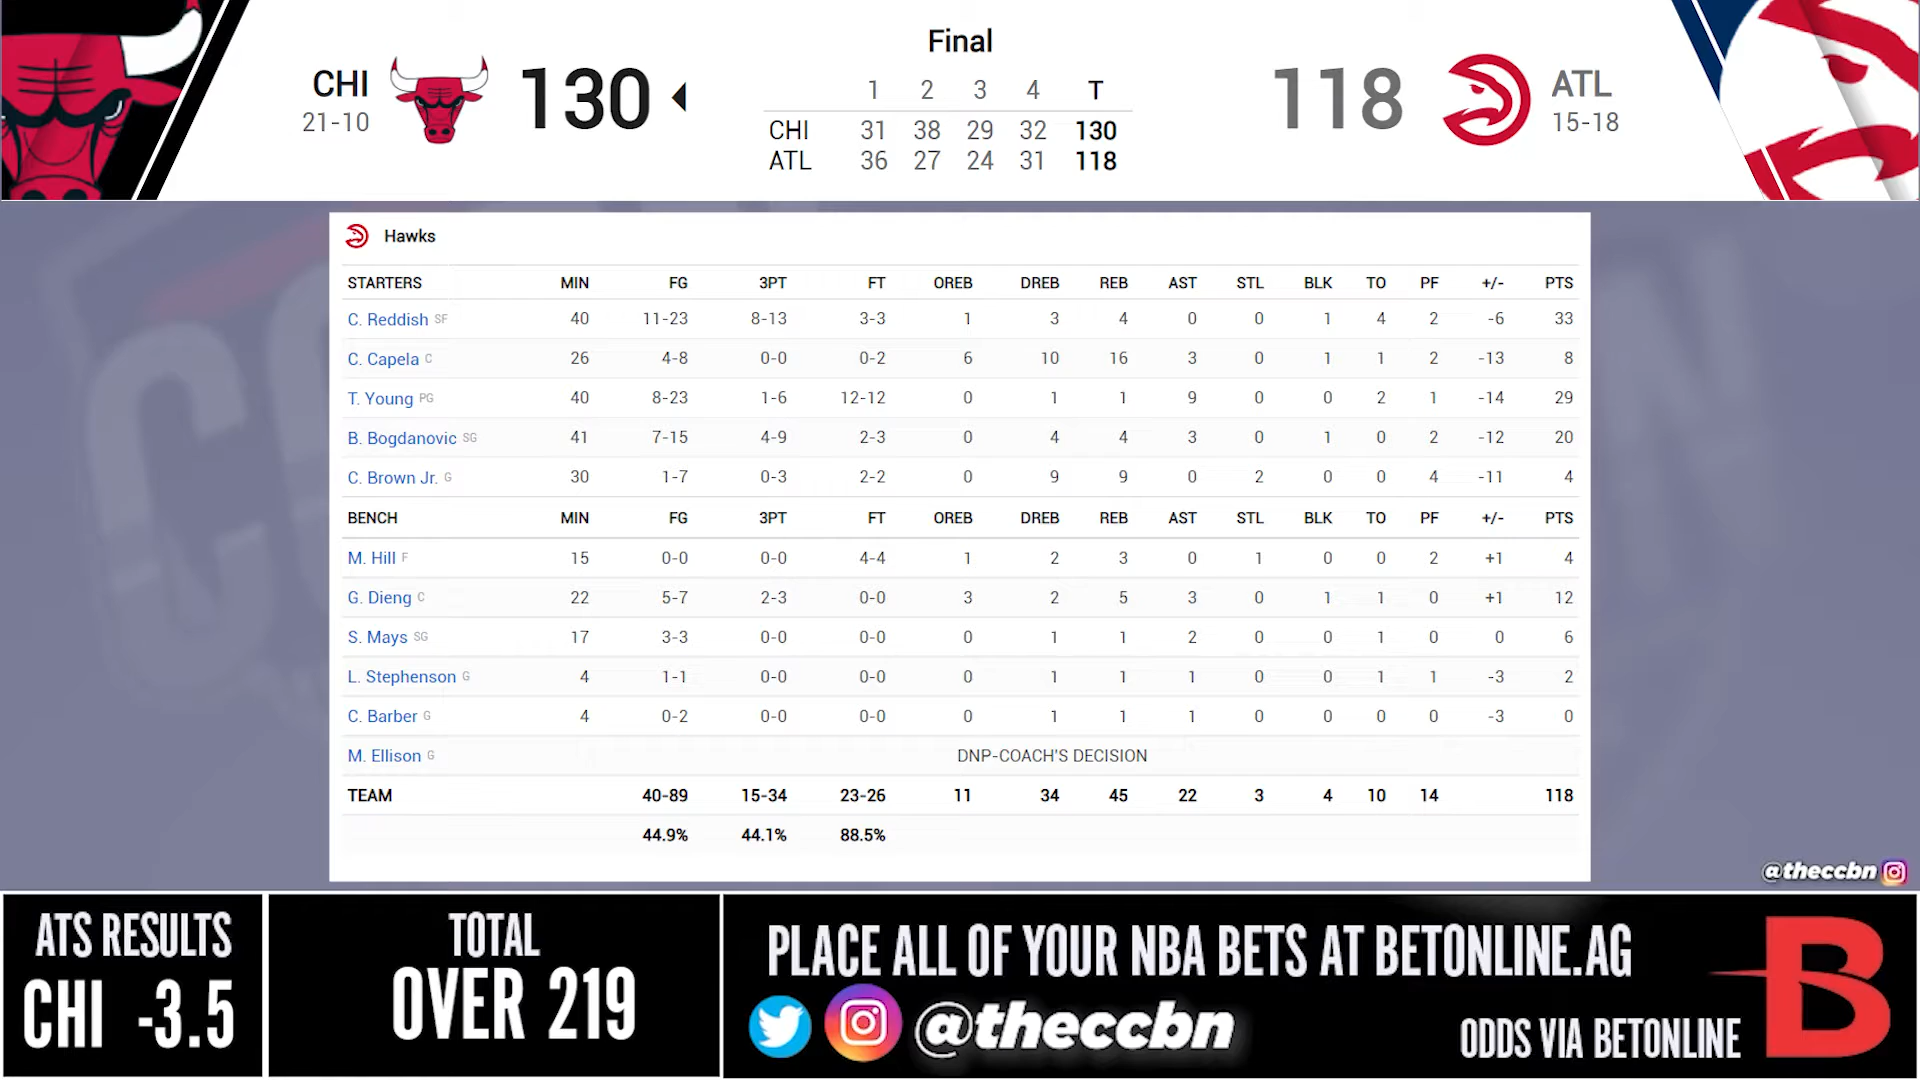 Final
CHI 130 118 ATL
21-10 15-18
1 2 3 4 T
CHI 31 38 29 32 130
ATL 36 27 24 31 118
Hawks
STARTERS MIN FG 3PT FT OREB DREB REB AST STL BLK TO PF +/- PTS
C. Reddish SF 40 11-23 8-13 3-3 1 3 4 0 0 1 4 2 -6 33
C. Capela C 26 4-8 0-0 0-2 6 10 16 3 0 1 1 2 -13 8
T. Young PG 40 8-23 1-6 12-12 0 1 1 9 0 0 2 1 -14 29
B. Bogdanovic SG 41 7-15 4-9 2-3 0 4 4 3 0 1 0 2 -12 20
C. Brown Jr. G 30 1-7 0-3 2-2 0 9 9 0 2 0 0 4 -11 4
BENCH MIN FG 3PT FT OREB DREB REB AST STL BLK TO PF +/- PTS
M. Hill F 15 0-0 0-0 4-4 1 2 3 0 1 0 0 2 +1 4
G. Dieng C 22 5-7 2-3 0-0 3 2 5 3 0 1 1 0 +1 12
S. Mays SG 17 3-3 0-0 0-0 0 1 1 2 0 0 1 0 0 6
L. Stephenson G 4 1-1 0-0 0-0 0 1 1 1 0 0 1 1 -3 2
C. Barber G 4 0-2 0-0 0-0 0 1 1 1 0 0 0 0 -3 0
M. Ellison G DNP-COACH'S DECISION
TEAM 40-89 15-34 23-26 11 34 45 22 3 4 10 14 118
44.9% 44.1% 88.5%
@theccbn
ATS RESULTS
CHI -3.5
TOTAL
OVER 219
PLACE ALL OF YOUR NBA BETS AT BETONLINE.AG
@theccbn
ODDS VIA BETONLINE
B